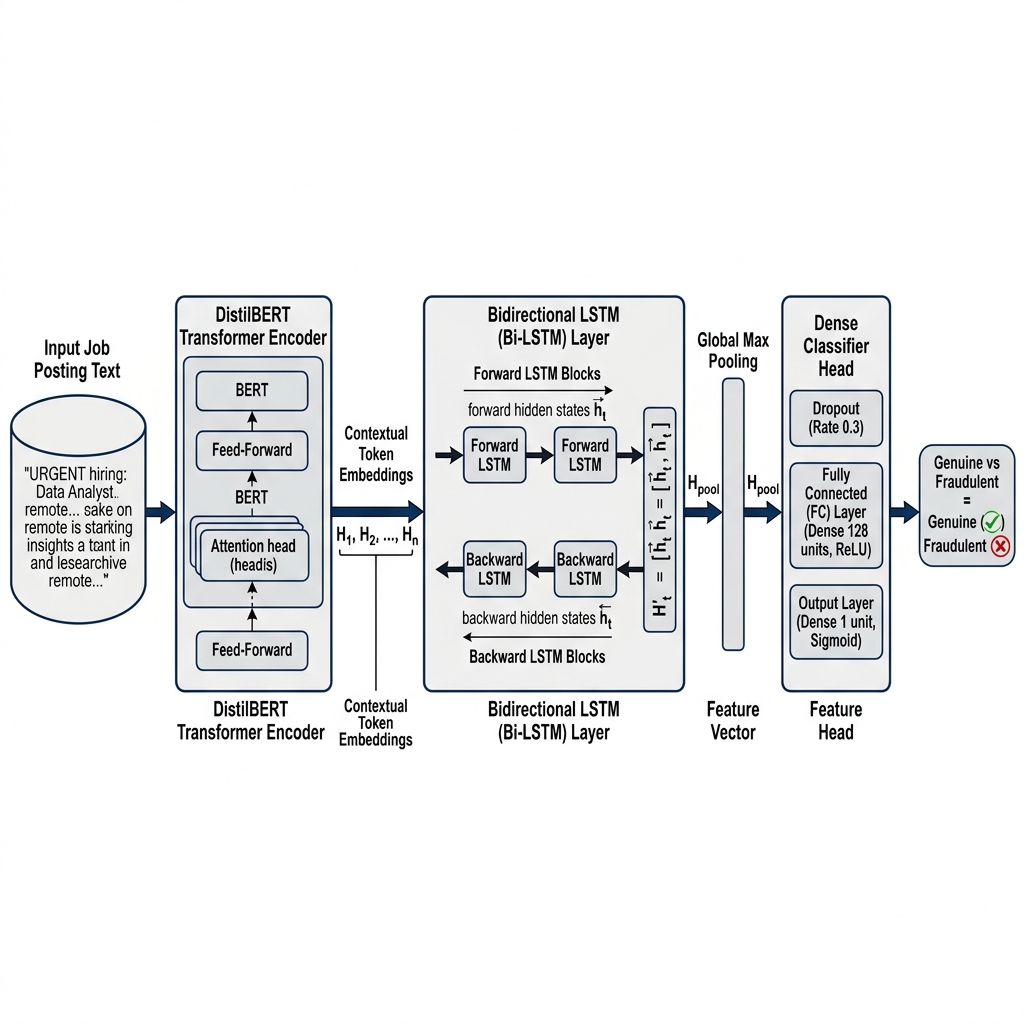 Input Job
Posting Text
"URGENT hiring:
Data Analyst..
remote... sake on
remote is starking
insights a tɑnt in
and lesearchive
remote..."
DistilBERT
Transformer Encoder
BERT
Feed-Forward
BERT
Attention head
(headis)
Feed-Forward
DistilBERT
Transformer Encoder
Contextual
Token
Embeddings
H₁, H₂, ..., Hₙ
Contextual
Token
Embeddings
Bidirectional LSTM
(Bi-LSTM) Layer
Forward LSTM Blocks
forward hidden states h⃗ₜ
Forward
LSTM
Forward
LSTM
Backward
LSTM
Backward
LSTM
backward hidden states h⃖ₜ
Backward LSTM Blocks
H'ₜ = [h⃗ₜ h⃗ₜ = [h⃗ₜ, h⃗ₜ]
Bidirectional LSTM
(Bi-LSTM) Layer
Global Max
Pooling
H_pool
H_pool
Feature
Vector
Dense
Classifier
Head
Dropout
(Rate 0.3)
Fully
Connected
(FC) Layer
(Dense 128
units, ReLU)
Output Layer
(Dense 1 unit,
Sigmoid)
Feature
Head
Genuine vs
Fraudulent
=
Genuine (✓)
Fraudulent ⊗